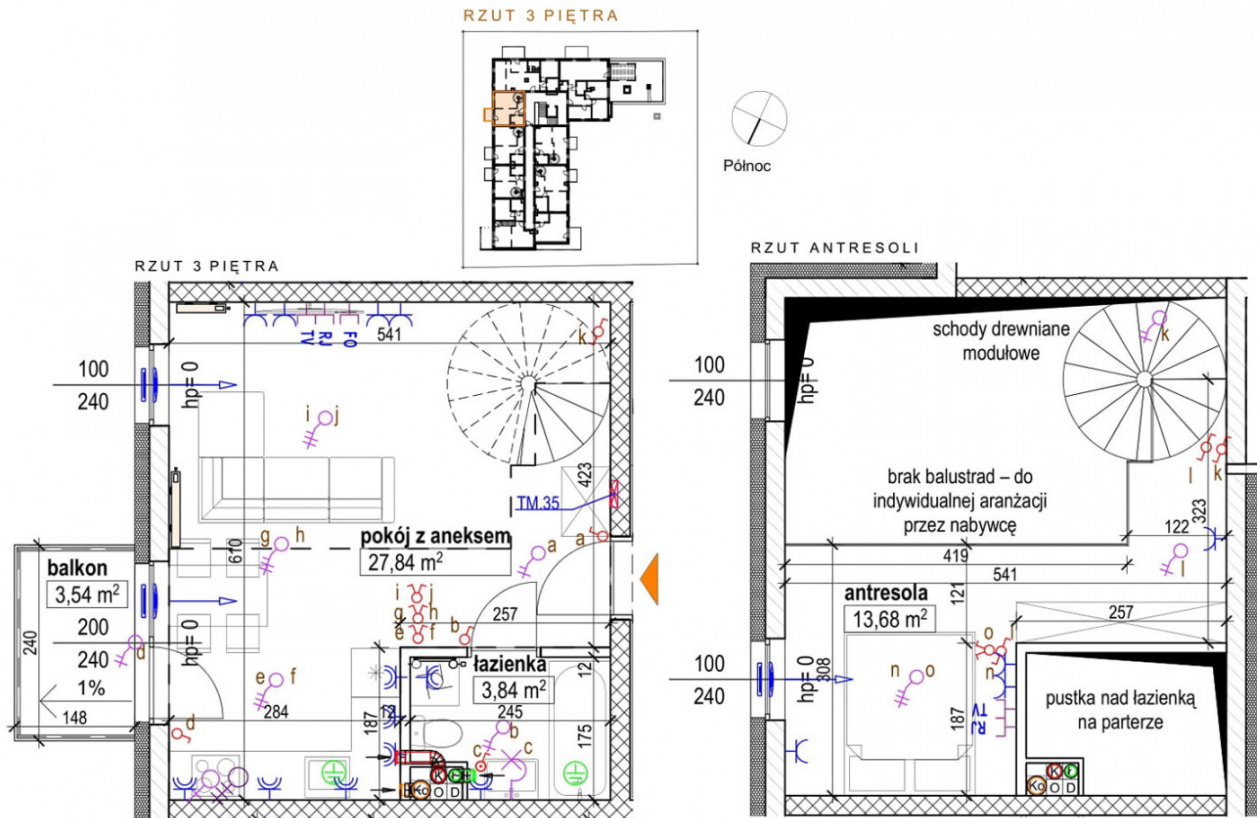 RZUT 3 PIĘTRA
Północ
RZUT 3 PIĘTRA
541
k
TV
RJ
FO
100
240
hp= 0
i
j
423
TM.35
g
h
610
pokój z aneksem
27,84 m²
a
a
balkon
3,54 m²
200
240
hp= 0
240
d
1%
148
i j
g h
e f
b
257
e
f
łazienka
3,84 m²
12
d
284
12
187
245
175
b
c
c
K
O
D
Ko
O
D
RZUT ANTRESOLI
schody drewniane
modułowe
k
100
240
hp= 0
l
k
brak balustrad – do
indywidualnej aranżacji
przez nabywcę
323
122
419
541
l
antresola
13,68 m²
121
257
o
l
n
100
240
hp= 0
308
n
o
187
RJ
TV
pustka nad łazienką
na parterze
Ko
O
D